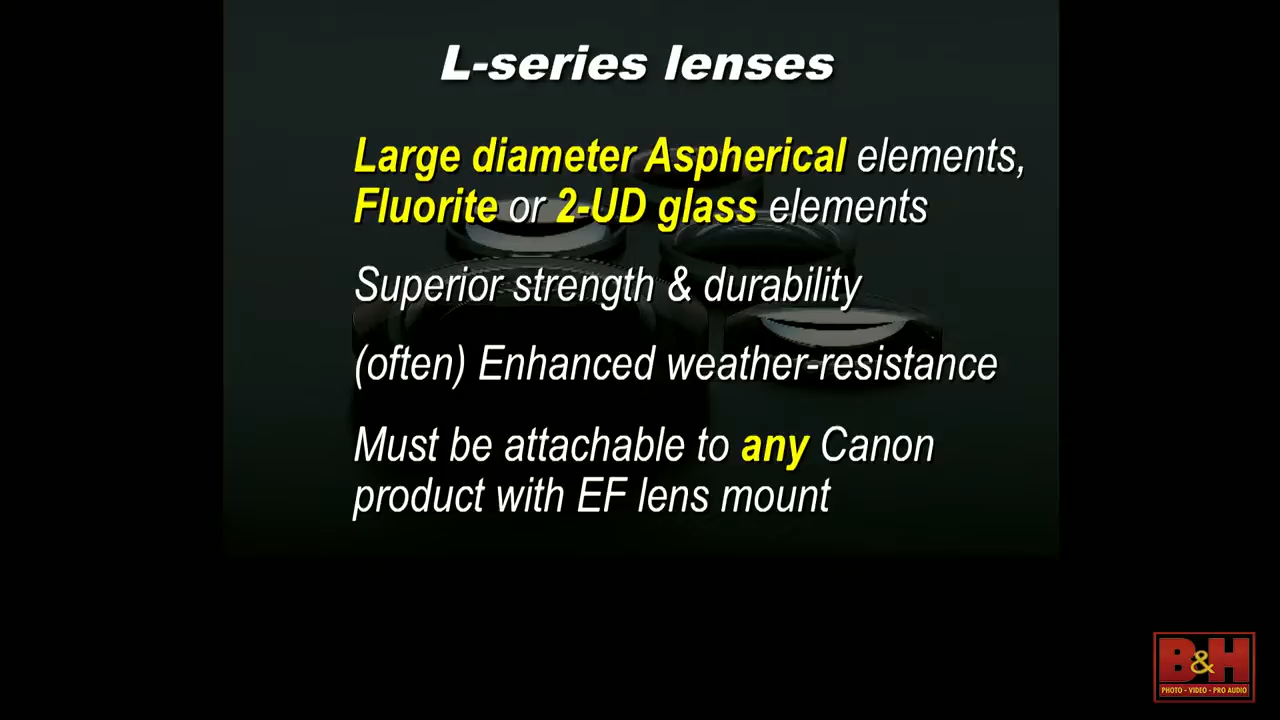 L-series lenses
Large diameter Aspherical elements,
Fluorite or 2-UD glass elements
Superior strength & durability
(often) Enhanced weather-resistance
Must be attachable to any Canon
product with EF lens mount
B&H
PHOTO - VIDEO - PRO AUDIO